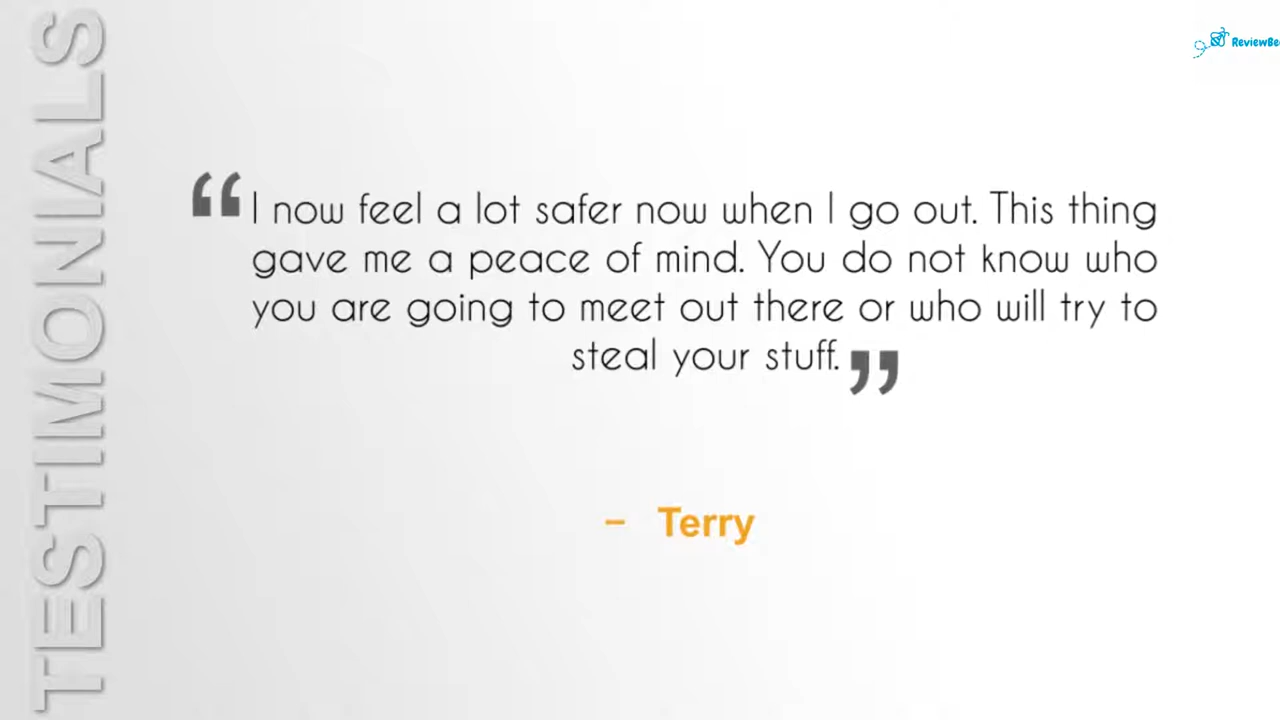 TESTIMONIALS
ReviewBee
“I now feel a lot safer now when I go out. This thing
gave me a peace of mind. You do not know who
you are going to meet out there or who will try to
steal your stuff.”
– Terry